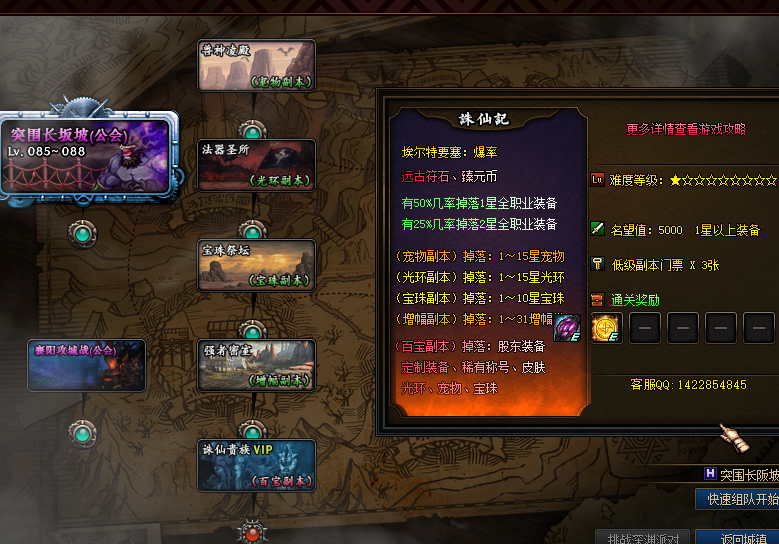 兽神凌殿
(宠物副本)
突围长坂坡(公会)
Lv. 085~088
法器圣所
(光环副本)
宝珠祭坛
(宝珠副本)
襄阳攻城战(公会)
强者密室
(增幅副本)
诛仙贵族VIP
(百宝副本)
誅仙記
埃尔特要塞：爆率
远古符石、臻元币
有50%几率掉落1星全职业装备
有25%几率掉落2星全职业装备
(宠物副本) 掉落：1～15星宠物
(光环副本) 掉落：1～15星光环
(宝珠副本) 掉落：1～10星宝珠
(增幅副本) 掉落：1～31增幅
(百宝副本) 掉落：股东装备
定制装备、稀有称号、皮肤
光环、宠物、宝珠
更多详情查看游戏攻略
Lv 难度等级：★☆☆☆☆☆☆☆☆
名望值：5000 1星以上装备
低级副本门票 X 3张
通关奖励
E
E
客服QQ：1422854845
H 突围长阪坡
快速组队开始
挑战深渊派对
返回城镇